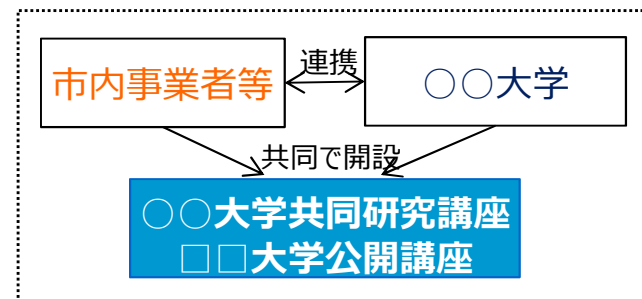 市内事業者等
連携
○○大学
共同で開設
○○大学共同研究講座
□□大学公開講座